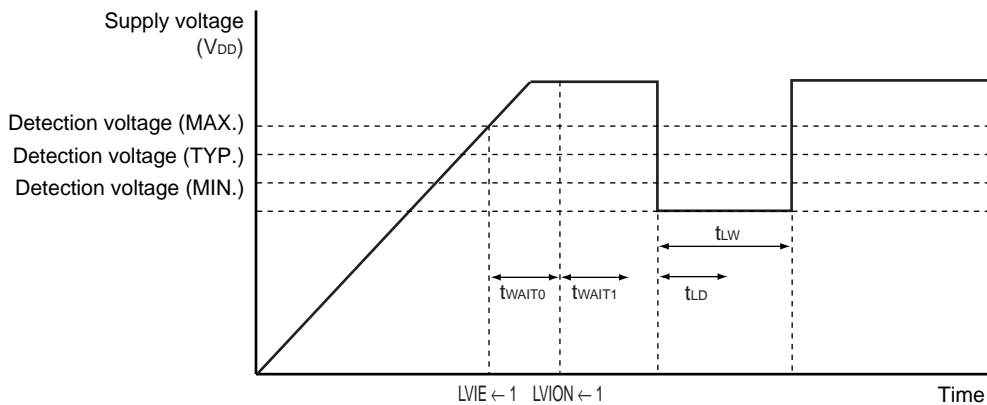 Supply voltage
(VDD)
Detection voltage (MAX.)
Detection voltage (TYP.)
Detection voltage (MIN.)
tLW
tWAIT0
tWAIT1
tLD
LVIE ← 1
LVION ← 1
Time